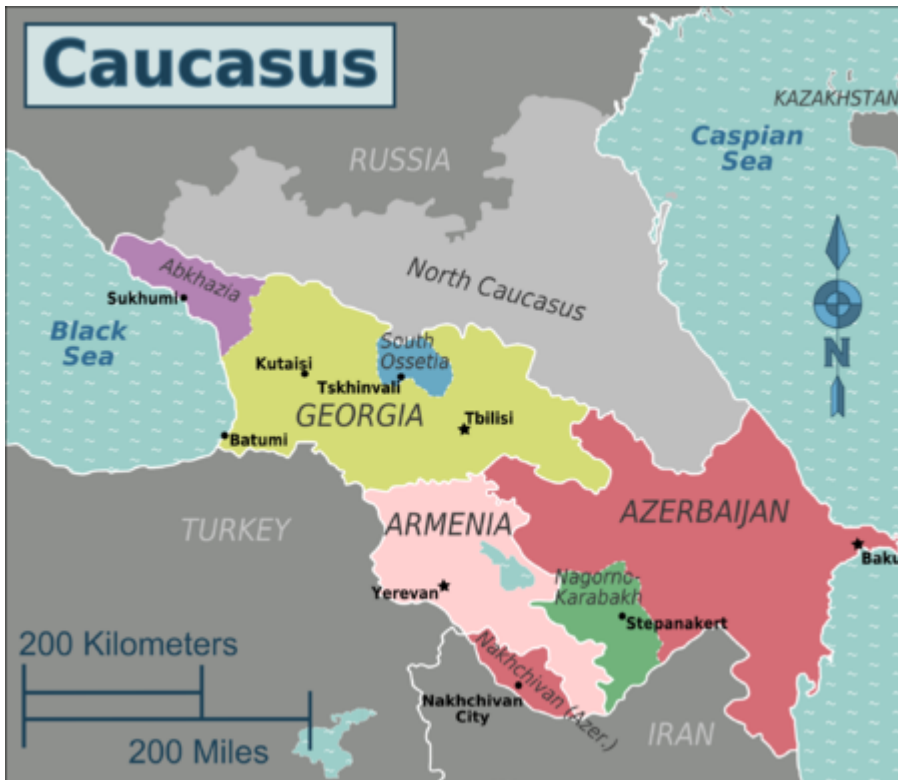 Caucasus
KAZAKHSTAN
RUSSIA
Caspian
Sea
North Caucasus
Abkhazia
Sukhumi
Black
Sea
South
Ossetia
Kutaisi
Tskhinvali
GEORGIA
Tbilisi
Batumi
N
AZERBAIJAN
TURKEY
ARMENIA
Baku
Nagorno-
Karabakh
Yerevan
Stepanakert
Nakhchivan (Azer.)
Nakhchivan
City
IRAN
200 Kilometers
200 Miles